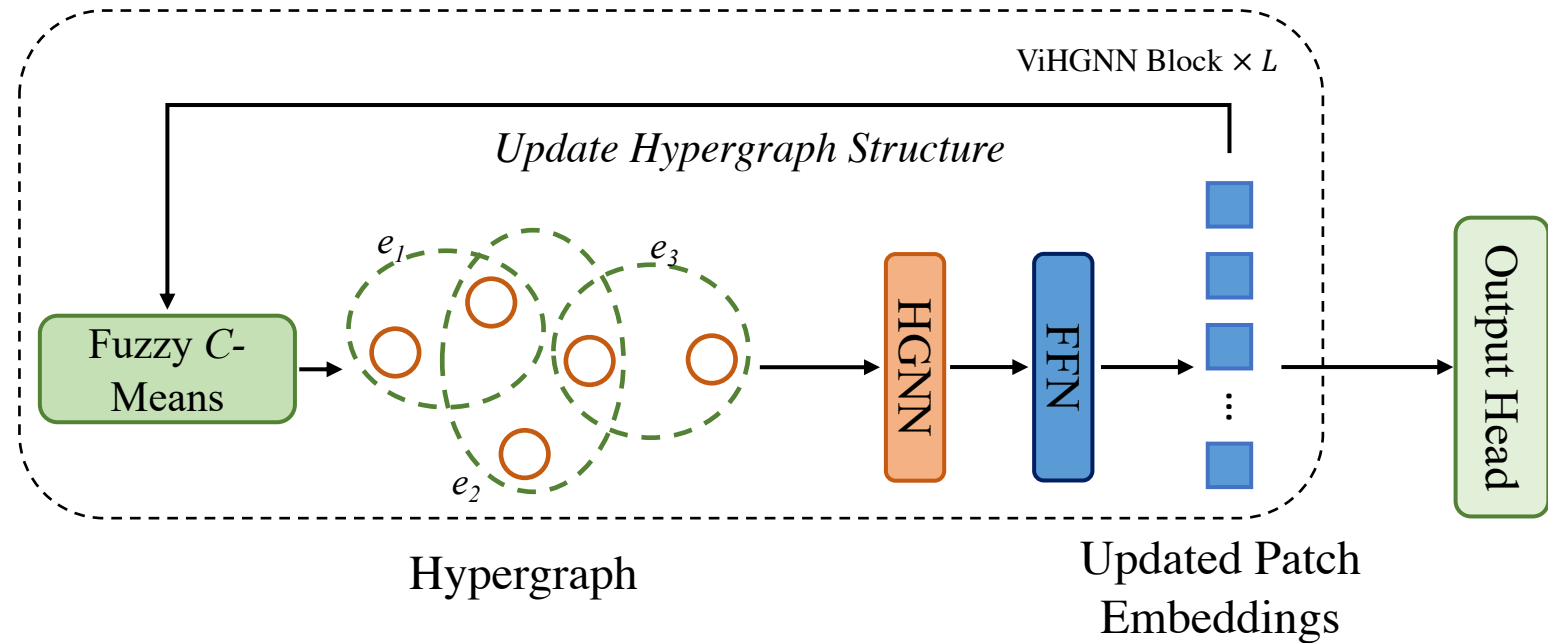 ViHGNN Block × L
Update Hypergraph Structure
e1
e3
Fuzzy C-
Means
HGNN
FFN
...
Output Head
e2
Hypergraph
Updated Patch
Embeddings